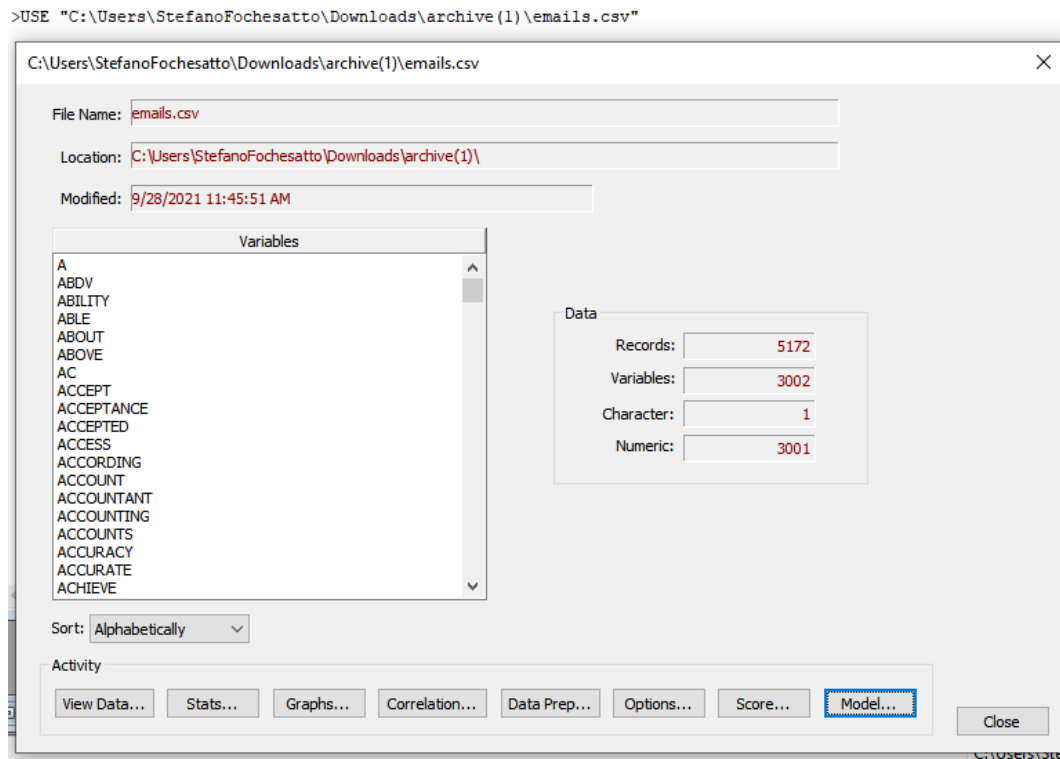 >USE "C:\Users\StefanoFochesatto\Downloads\archive(1)\emails.csv"
C:\Users\StefanoFochesatto\Downloads\archive(1)\emails.csv
File Name: emails.csv
Location: C:\Users\StefanoFochesatto\Downloads\archive(1)\
Modified: 9/28/2021 11:45:51 AM
Variables
A
ABDV
ABILITY
ABLE
ABOUT
ABOVE
AC
ACCEPT
ACCEPTANCE
ACCEPTED
ACCESS
ACCORDING
ACCOUNT
ACCOUNTANT
ACCOUNTING
ACCOUNTS
ACCURACY
ACCURATE
ACHIEVE
Data
Records: 5172
Variables: 3002
Character: 1
Numeric: 3001
Sort: Alphabetically
Activity
View Data... Stats... Graphs... Correlation... Data Prep... Options... Score... Model...
Close